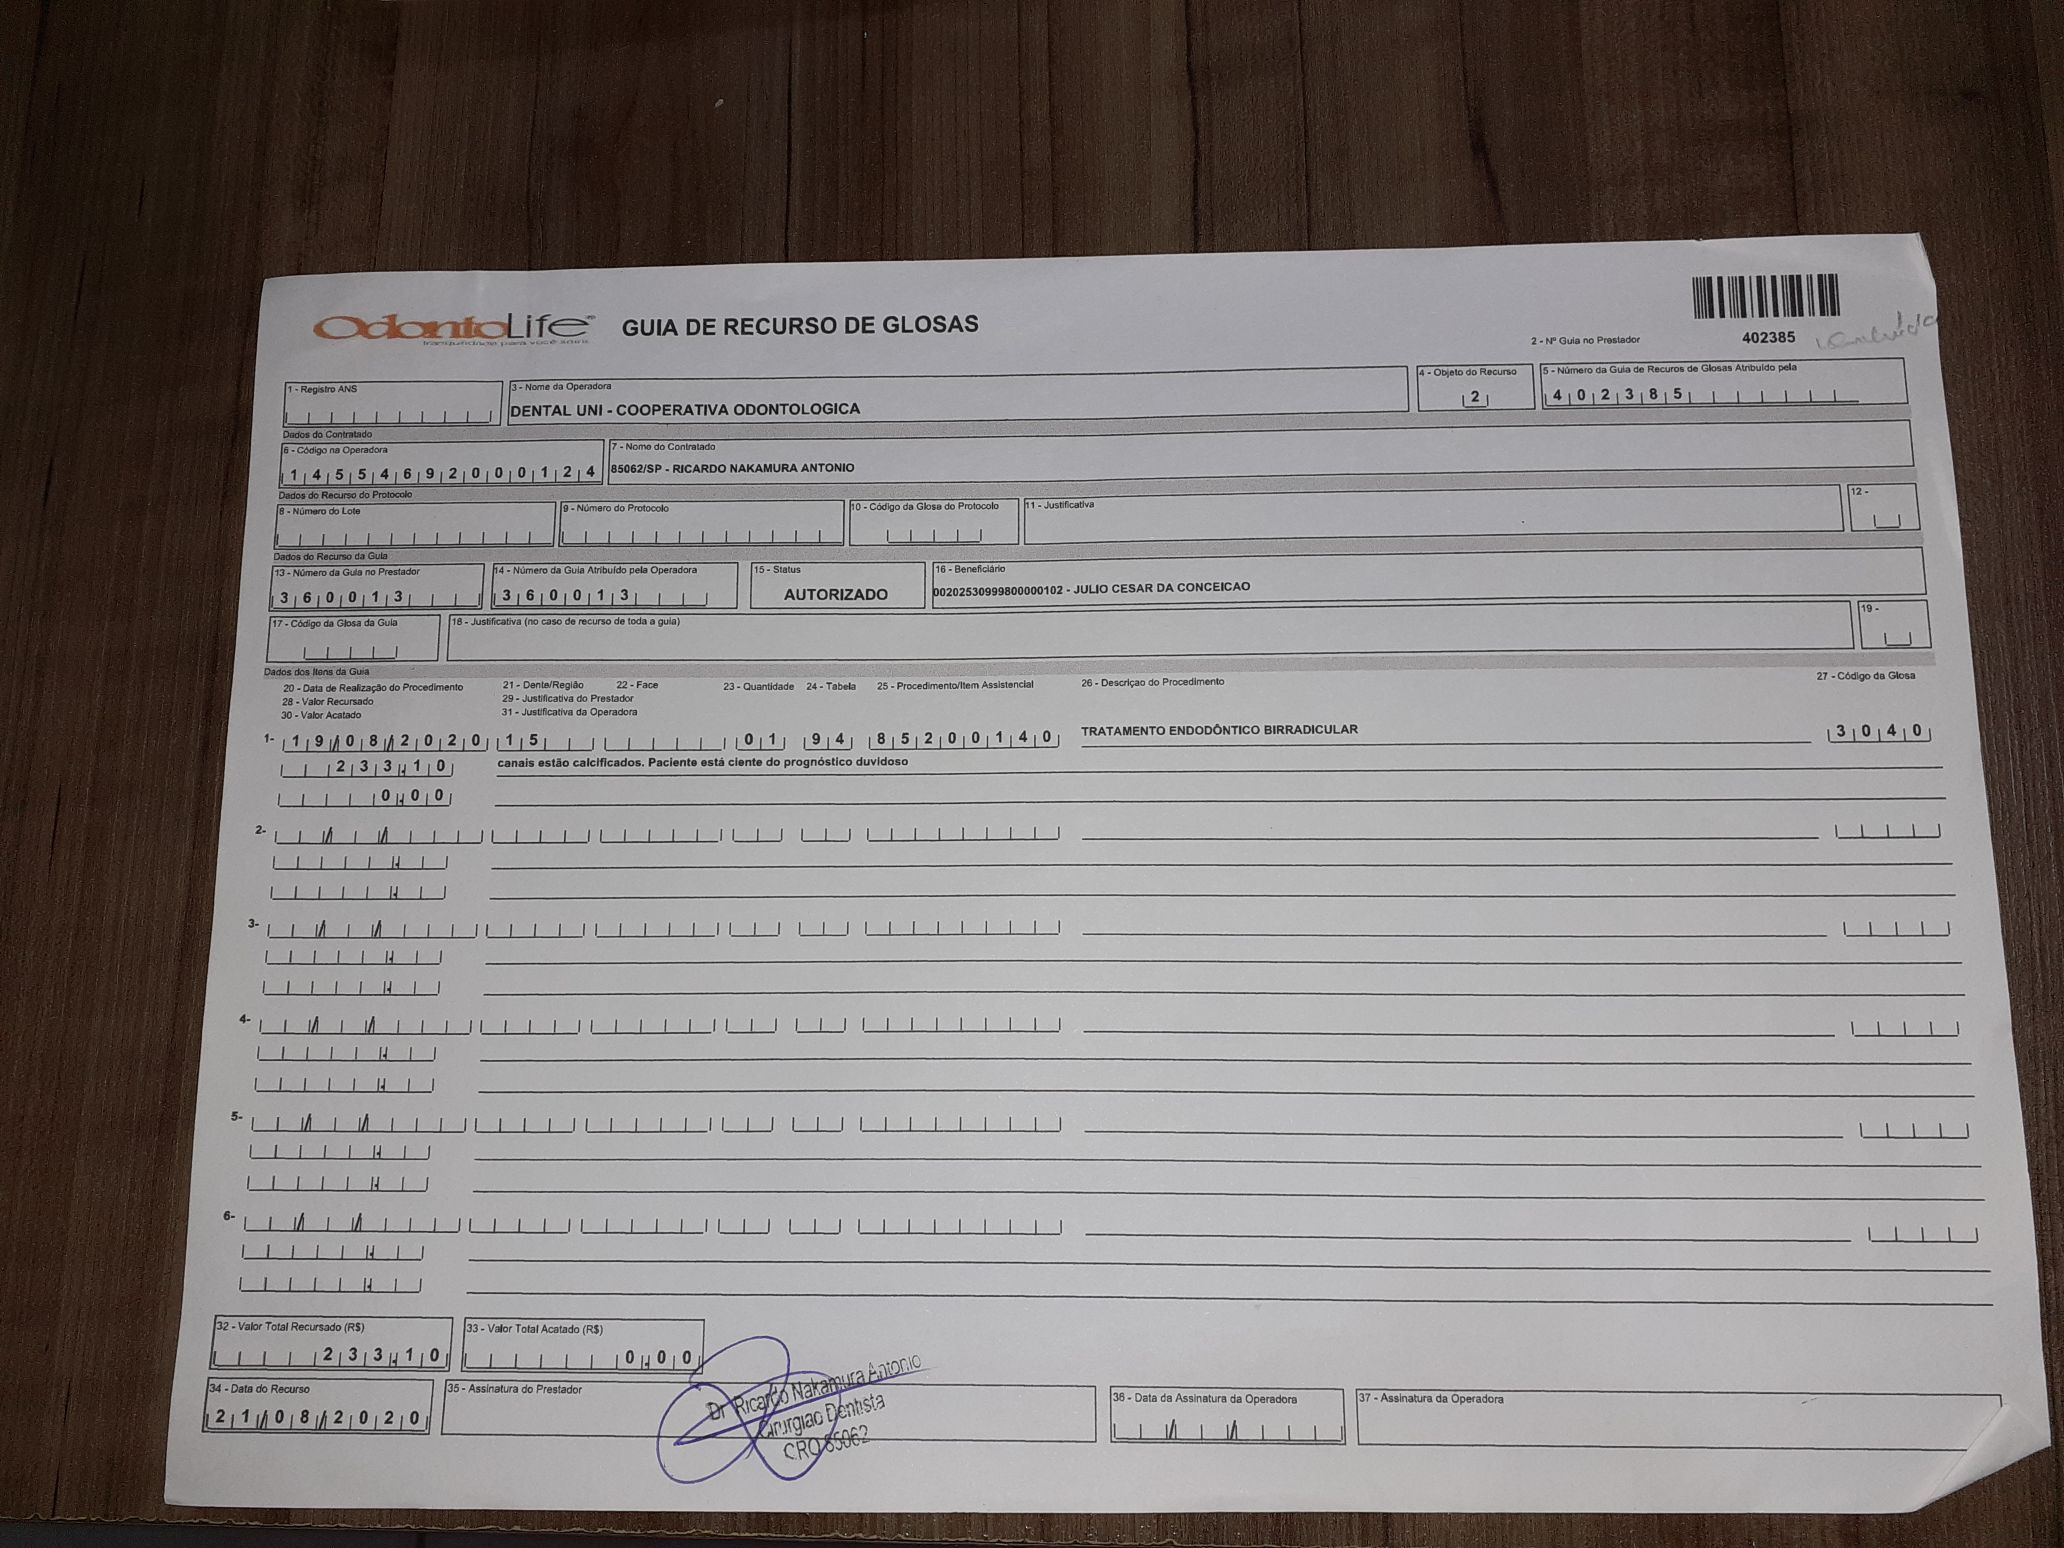 OdontoLife®
tranquilidade para você sorrir
GUIA DE RECURSO DE GLOSAS
2 - Nº Guia no Prestador
402385
1 - Registro ANS
3 - Nome da Operadora
DENTAL UNI - COOPERATIVA ODONTOLOGICA
4 - Objeto do Recurso
2
5 - Número da Guia de Recuros de Glosas Atribuído pela
402385
Dados do Contratado
6 - Código na Operadora
14554692000124
7 - Nome do Contratado
85062/SP - RICARDO NAKAMURA ANTONIO
Dados do Recurso do Protocolo
8 - Número do Lote
9 - Número do Protocolo
10 - Código da Glosa do Protocolo
11 - Justificativa
12 -
Dados do Recurso da Guia
13 - Número da Guia no Prestador
360013
14 - Número da Guia Atribuído pela Operadora
360013
15 - Status
AUTORIZADO
16 - Beneficiário
00202530999800000102 - JULIO CESAR DA CONCEICAO
17 - Código da Glosa da Guia
18 - Justificativa (no caso de recurso de toda a guia)
19 -
Dados dos Itens da Guia
20 - Data de Realização do Procedimento 21 - Dente/Região 22 - Face 23 - Quantidade 24 - Tabela 25 - Procedimento/Item Assistencial 26 - Descriçao do Procedimento 27 - Código da Glosa
28 - Valor Recursado 29 - Justificativa do Prestador
30 - Valor Acatado 31 - Justificativa da Operadora
1- 19/08/2020 15 01 94 85200140 TRATAMENTO ENDODÔNTICO BIRRADICULAR 3040
233,10 canais estão calcificados. Paciente está ciente do prognóstico duvidoso
0,00
2-
3-
4-
5-
6-
32 - Valor Total Recursado (R$)
233,10
33 - Valor Total Acatado (R$)
0,00
34 - Data do Recurso
21/08/2020
35 - Assinatura do Prestador
Dr Ricardo Nakamura Antonio
Cirurgiao Dentista
CRO 85062
36 - Data da Assinatura da Operadora
37 - Assinatura da Operadora